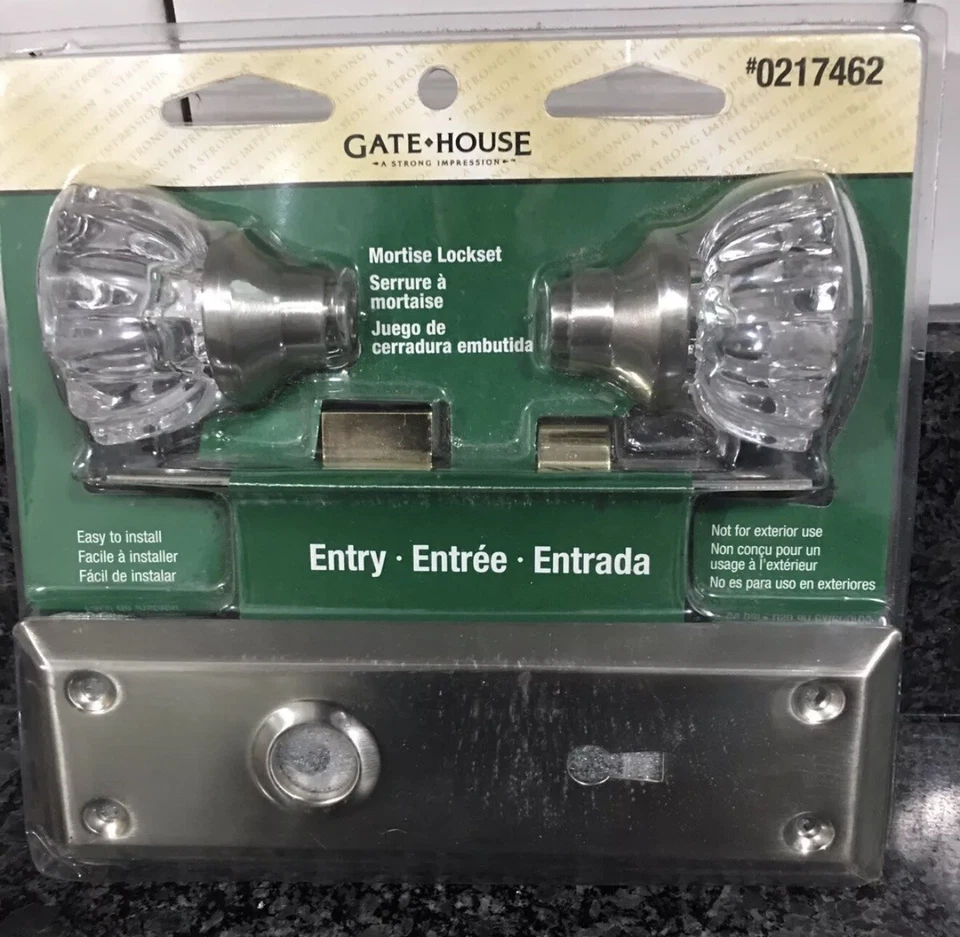 #0217462
GATE•HOUSE
A STRONG IMPRESSION
Mortise Lockset
Serrure à
mortaise
Juego de
cerradura embutida
Easy to install
Facile à installer
Fácil de instalar
Entry · Entrée · Entrada
Not for exterior use
Non conçu pour un
usage à l'extérieur
No es para uso en exteriores